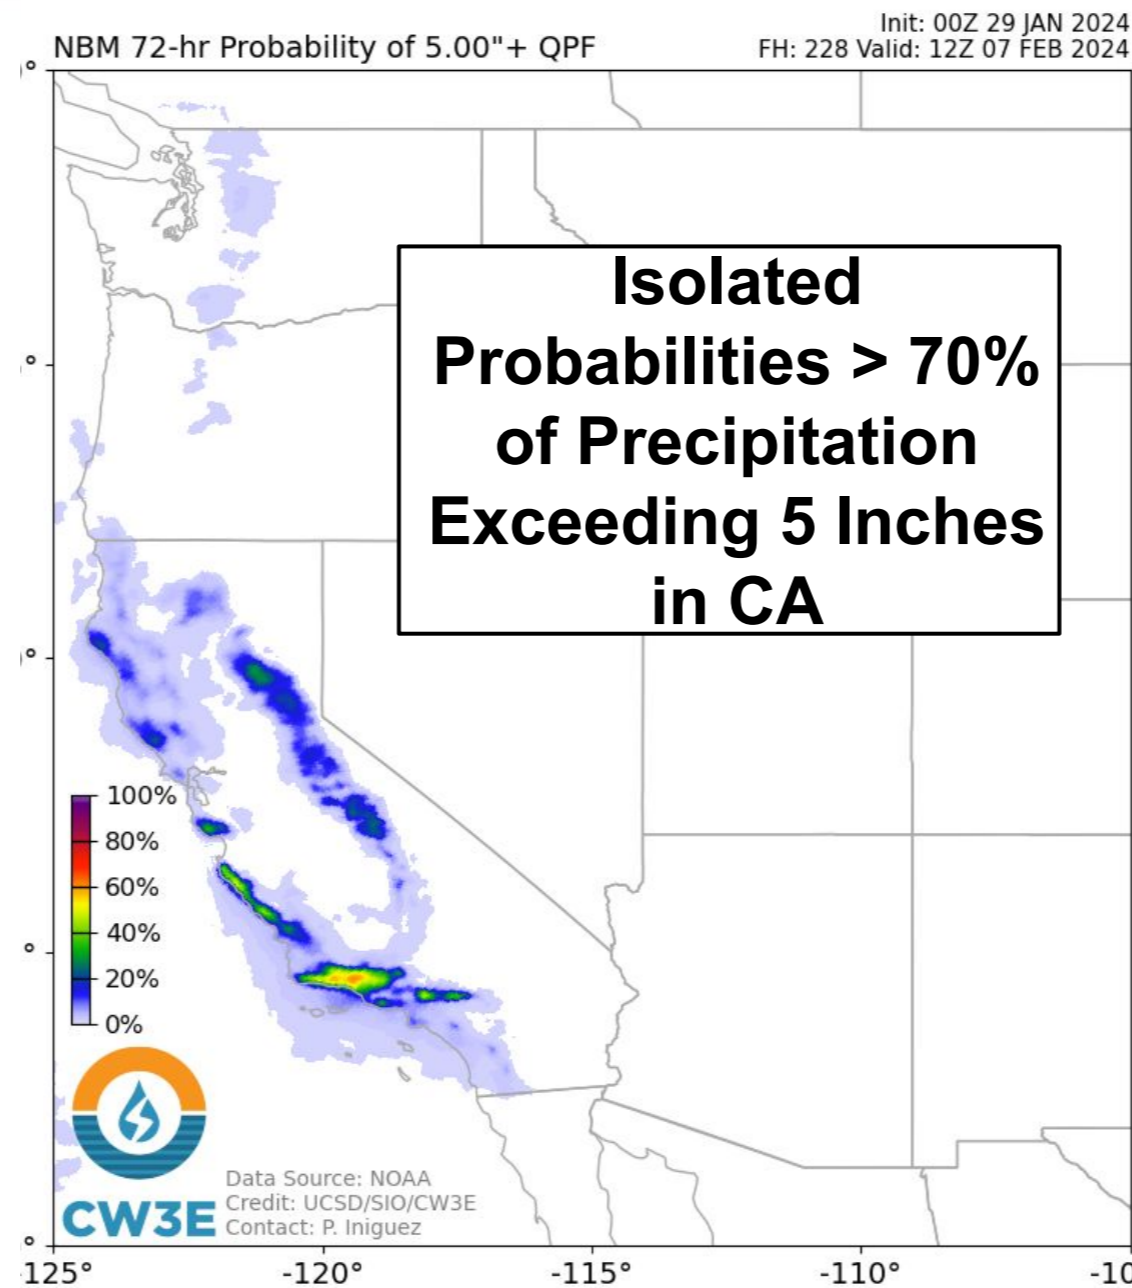 Init: 00Z 29 JAN 2024
NBM 72-hr Probability of 5.00"+ QPF
FH: 228 Valid: 12Z 07 FEB 2024
Isolated
Probabilities > 70%
of Precipitation
Exceeding 5 Inches
in CA
100%
80%
60%
40%
20%
0%
CW3E
Data Source: NOAA
Credit: UCSD/SIO/CW3E
Contact: P. Iniguez
125° -120° -115° -110° -10